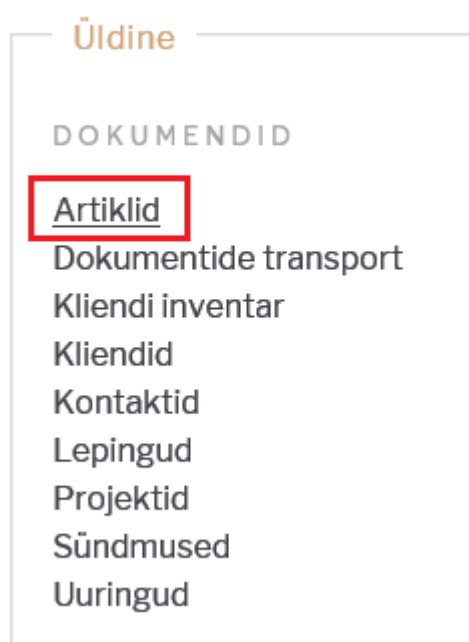 Üldine
DOKUMENDID
Artiklid
Dokumentide transport
Kliendi inventar
Kliendid
Kontaktid
Lepingud
Projektid
Sündmused
Uuringud